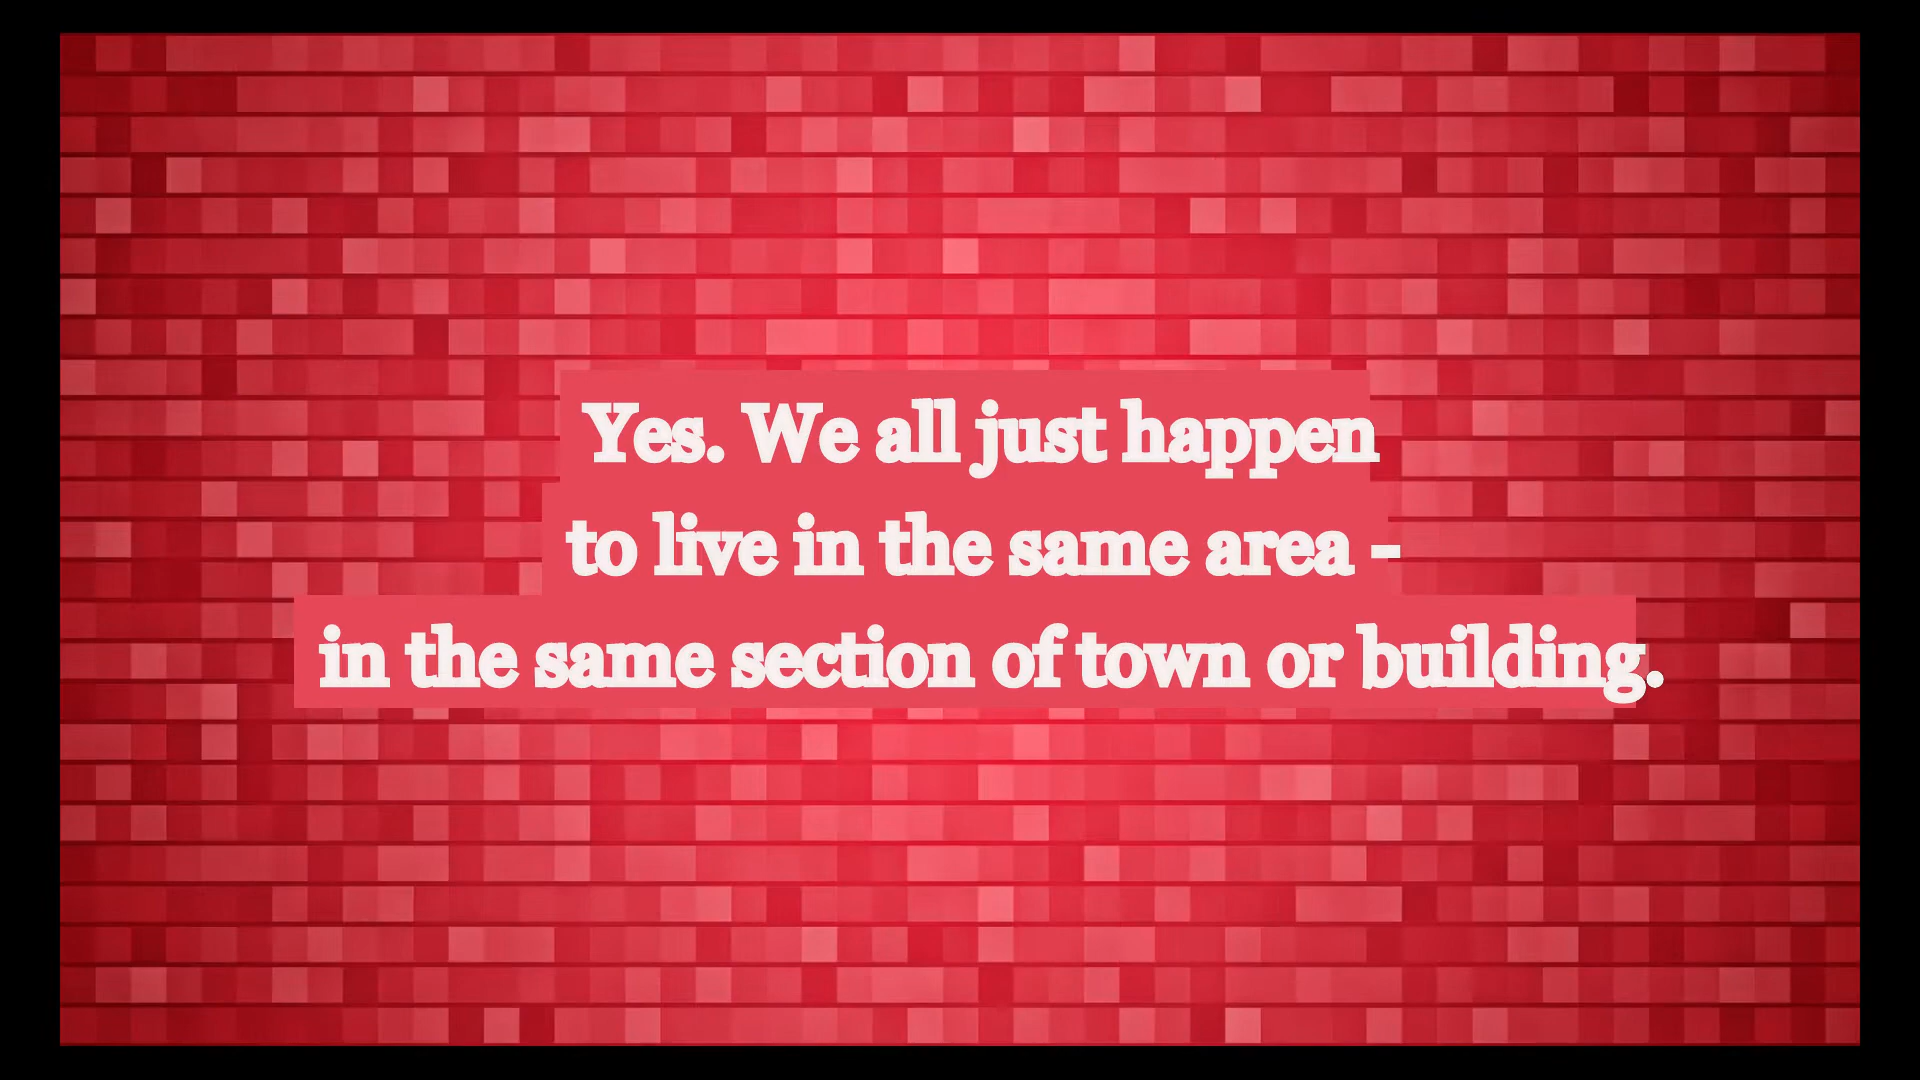 Yes. We all just happen
to live in the same area -
in the same section of town or building.